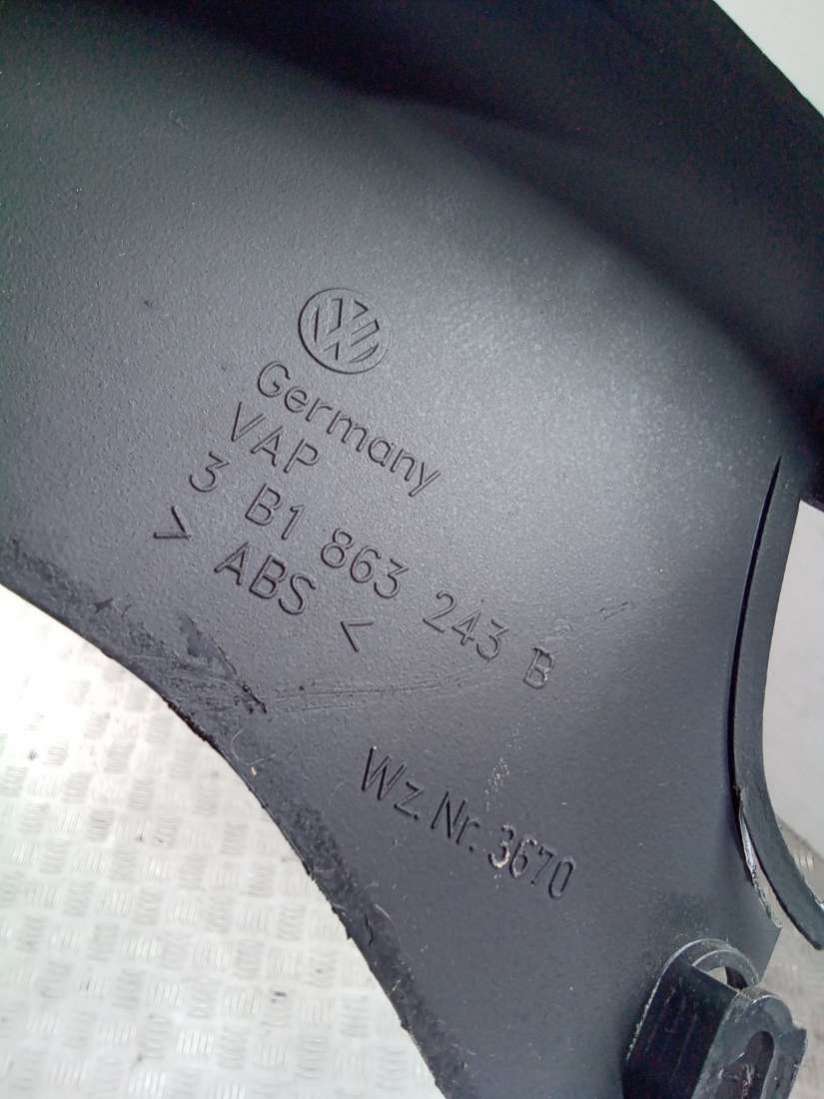 Germany
VAP
3 B1 863 243 B
> ABS <
Wz. Nr. 3670